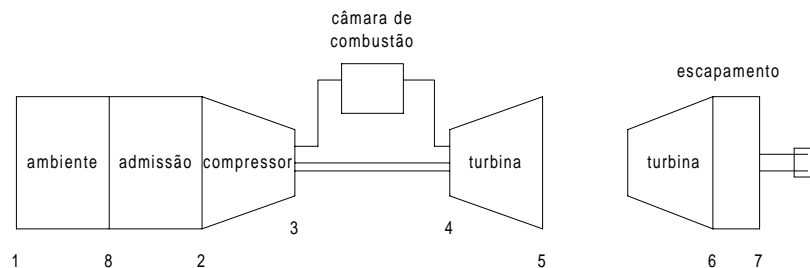 câmara de
combustão
escapamento
ambiente
admissão
compressor
turbina
turbina
3
4
1
8
2
5
6
7